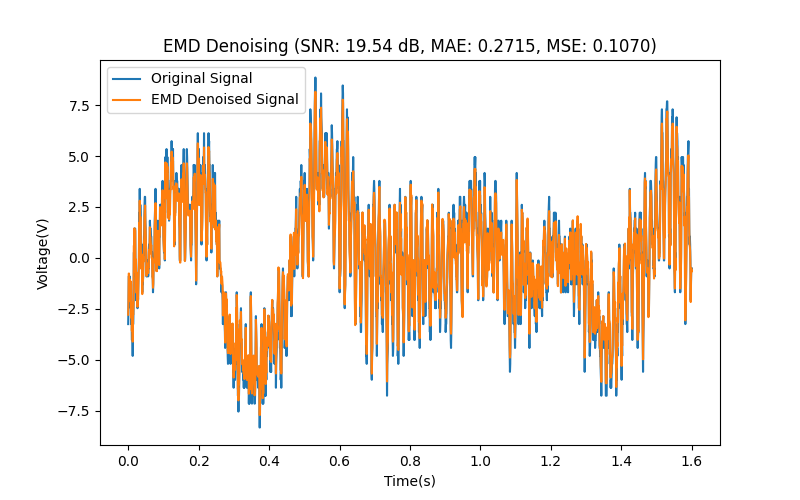 EMD Denoising (SNR: 19.54 dB, MAE: 0.2715, MSE: 0.1070)
Original Signal
EMD Denoised Signal
7.5
5.0
2.5
0.0
−2.5
−5.0
−7.5
Voltage(V)
0.0 0.2 0.4 0.6 0.8 1.0 1.2 1.4 1.6
Time(s)